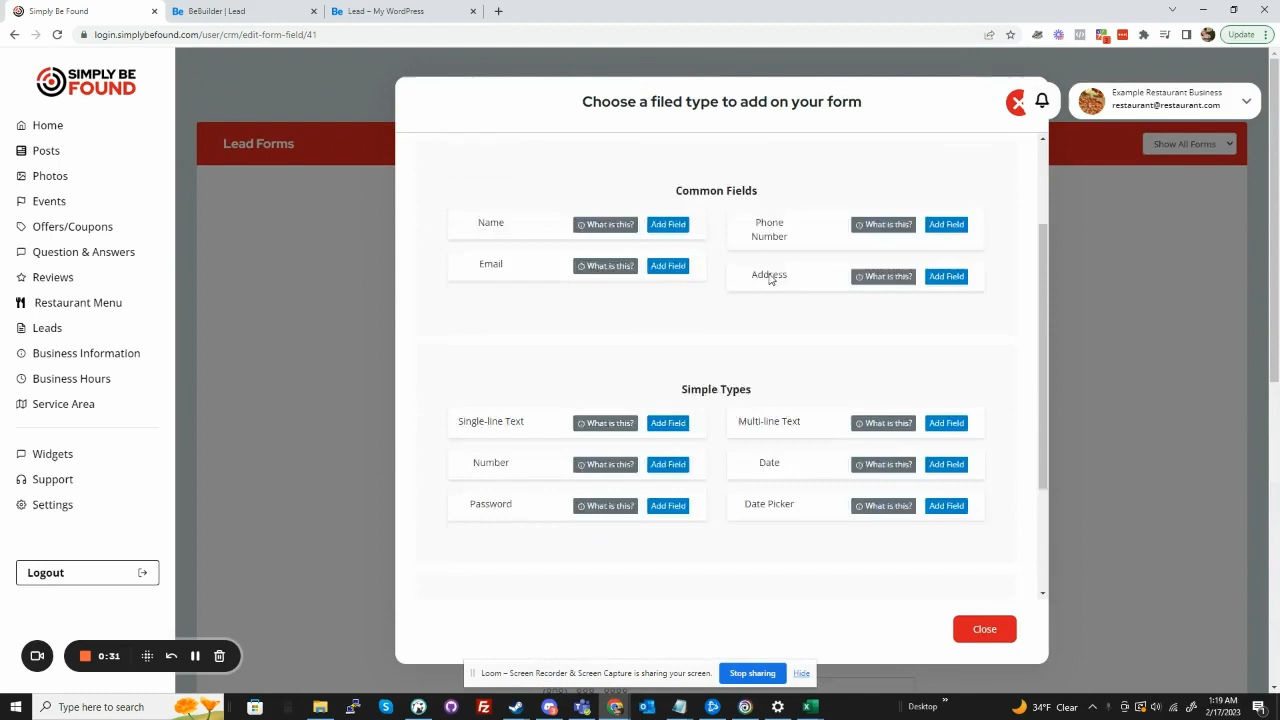 Simply Be Found
BeBuilder | Lead
Lead – My WordPress
login.simplybefound.com/user/crm/edit-form-field/41
Update
SIMPLY BE
FOUND
Home
Posts
Photos
Events
Offers/Coupons
Question & Answers
Reviews
Restaurant Menu
Leads
Business Information
Business Hours
Service Area
Widgets
Support
Settings
Logout
0:31
Lead Forms
Show All Forms
Example Restaurant Business
restaurant@restaurant.com
Choose a filed type to add on your form
Common Fields
Name What is this? Add Field
Phone
Number What is this? Add Field
Email What is this? Add Field
Address What is this? Add Field
Simple Types
Single-line Text What is this? Add Field
Multi-line Text What is this? Add Field
Number What is this? Add Field
Date What is this? Add Field
Password What is this? Add Field
Date Picker What is this? Add Field
Close
Loom – Screen Recorder & Screen Capture is sharing your screen. Stop sharing Hide
Type here to search
Desktop
34°F Clear
1:19 AM
2/17/2023